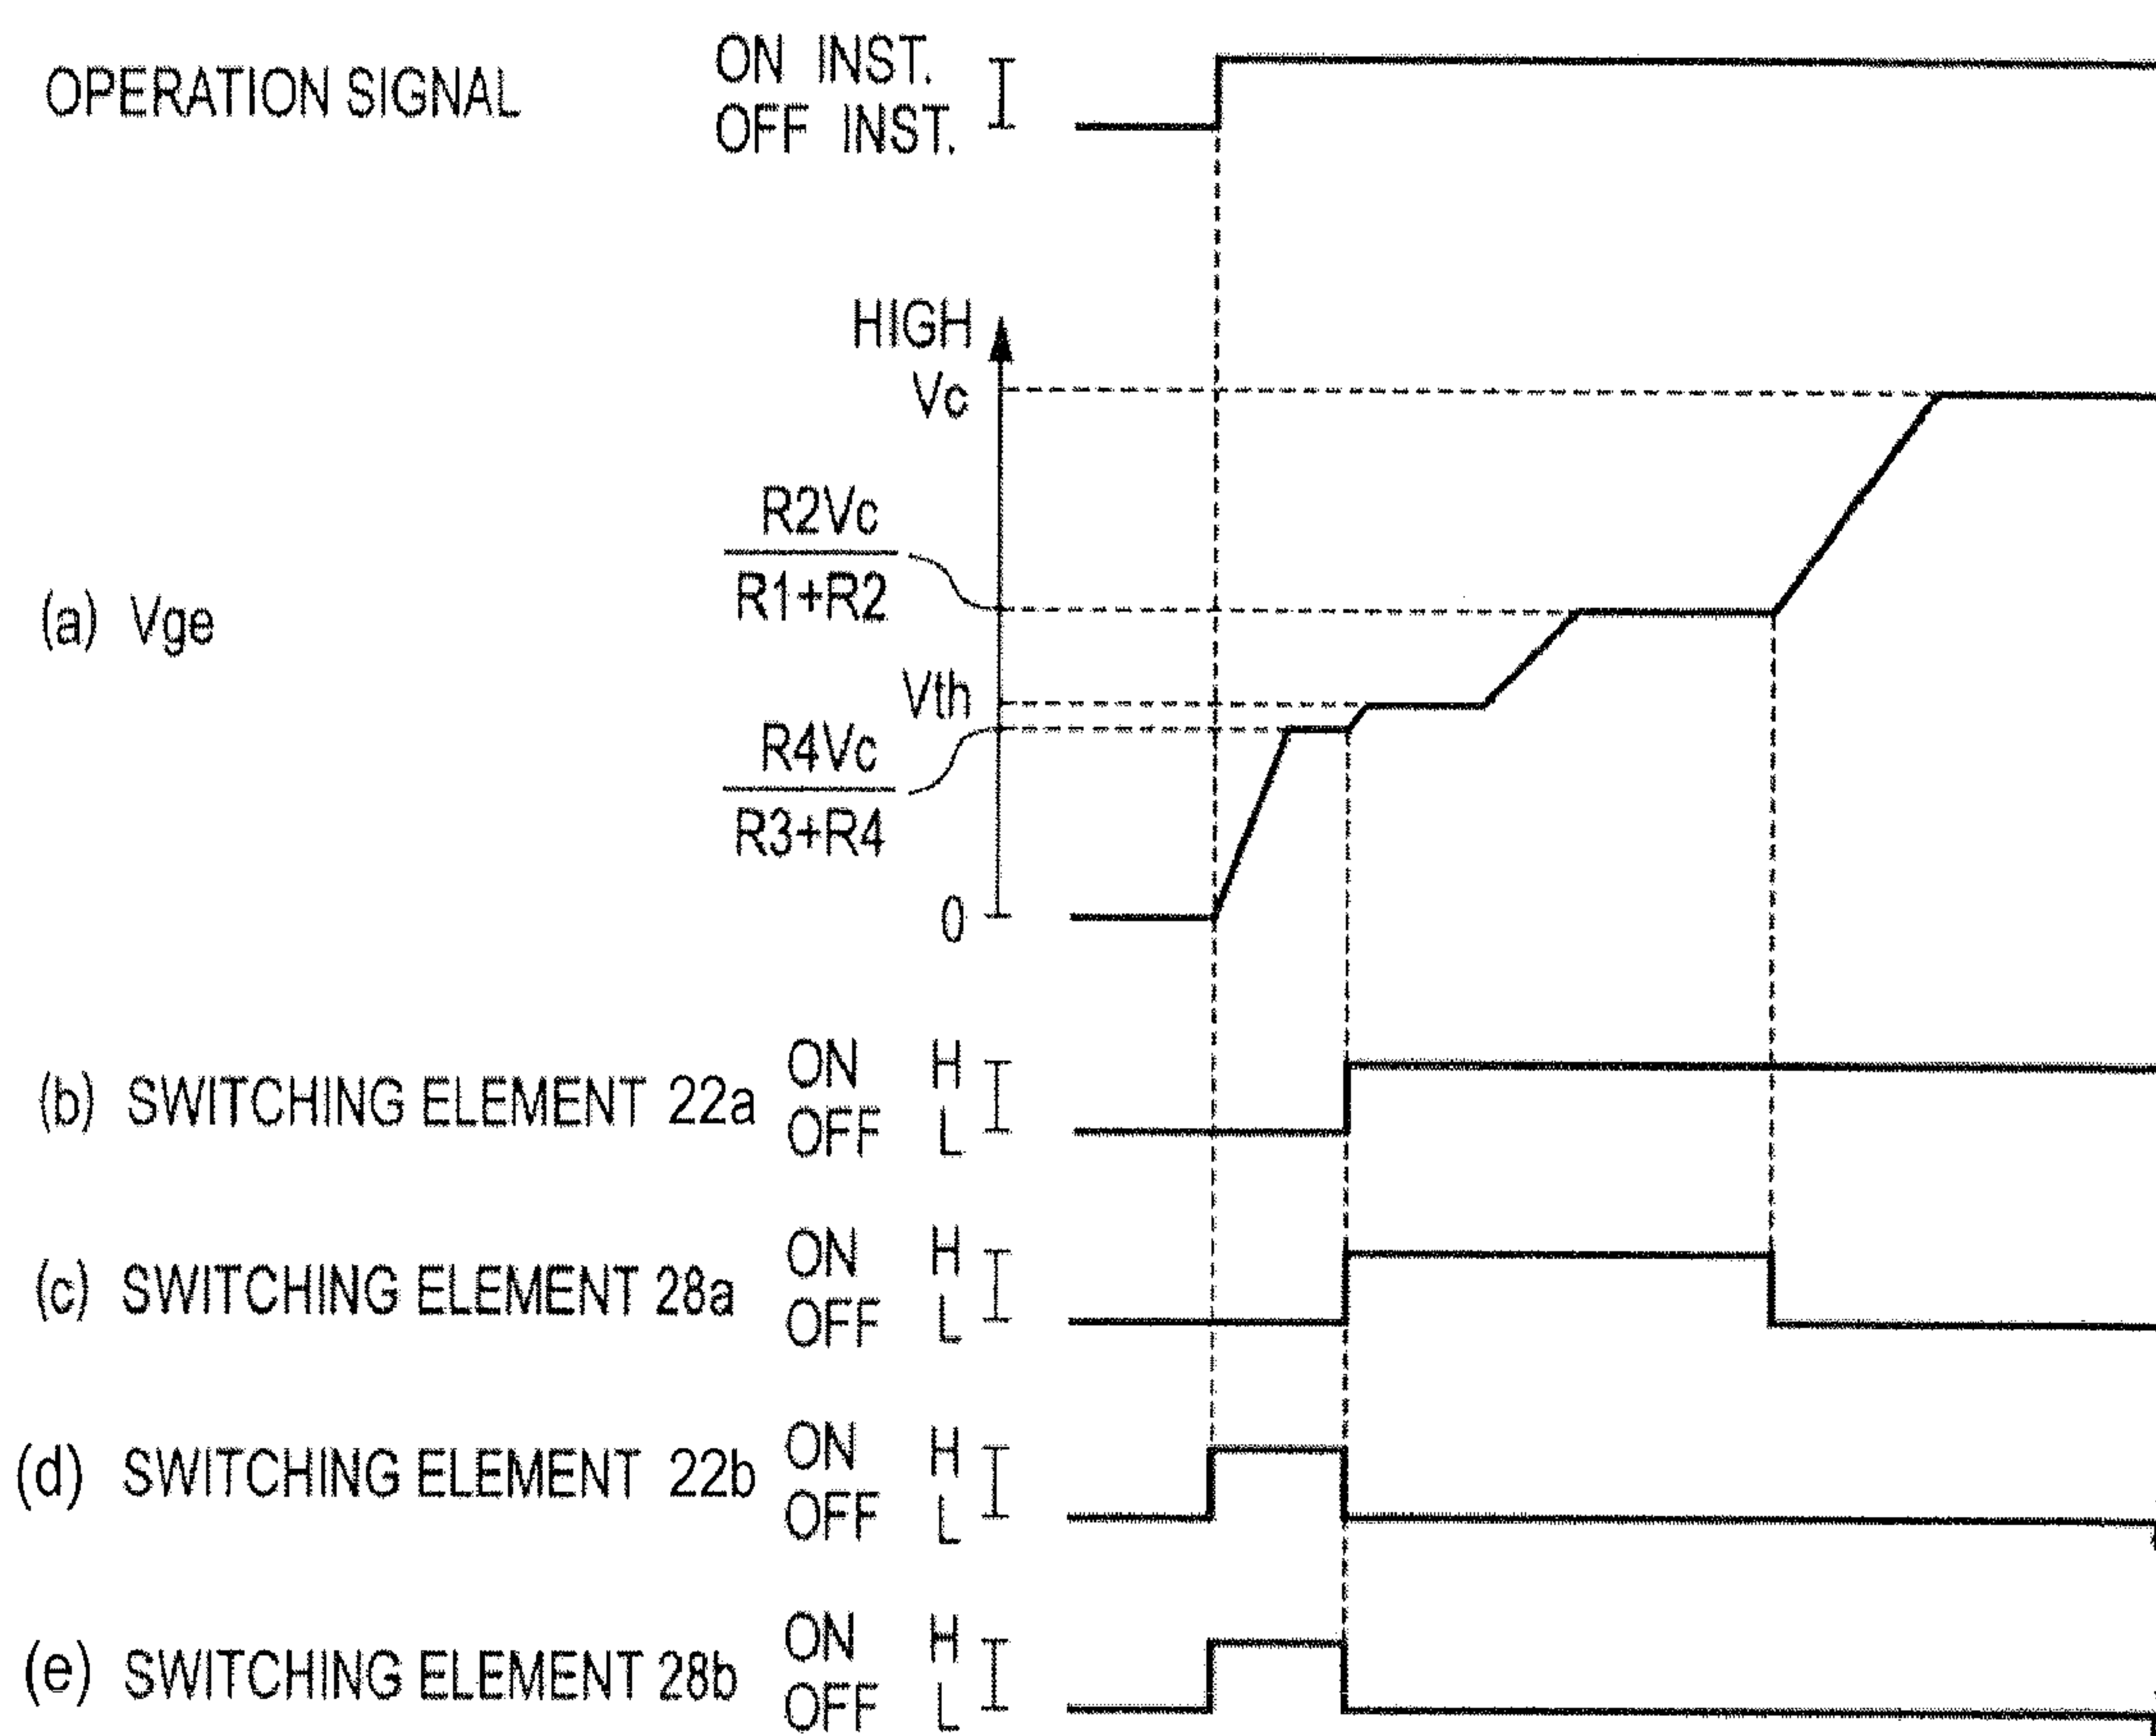 OPERATION SIGNAL
ON INST.
OFF INST.
HIGH
Vc
R2Vc
R1+R2
(a) Vge
Vth
R4Vc
R3+R4
0
(b) SWITCHING ELEMENT 22a
ON H
OFF L
(c) SWITCHING ELEMENT 28a
ON H
OFF L
(d) SWITCHING ELEMENT 22b
ON H
OFF L
(e) SWITCHING ELEMENT 28b
ON H
OFF L